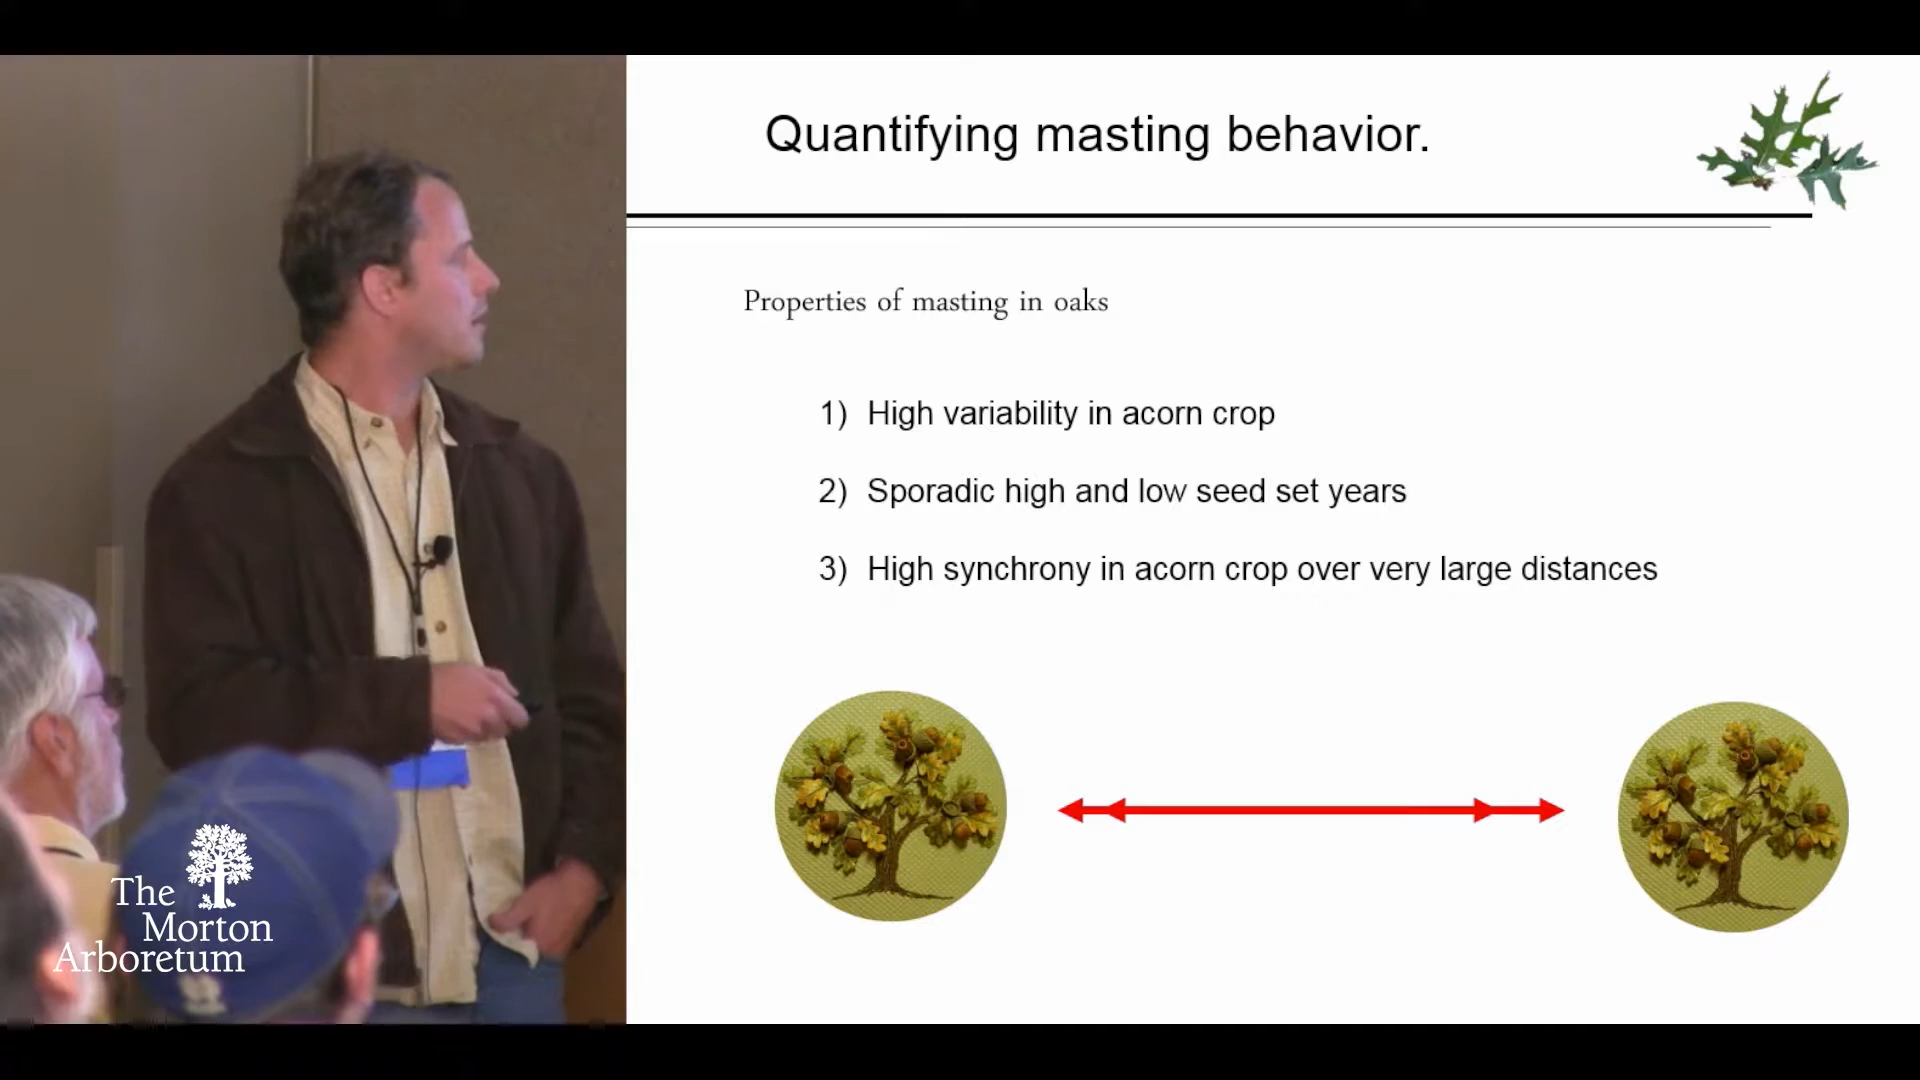 Quantifying masting behavior.
Properties of masting in oaks
1) High variability in acorn crop
2) Sporadic high and low seed set years
3) High synchrony in acorn crop over very large distances
The
Morton
Arboretum